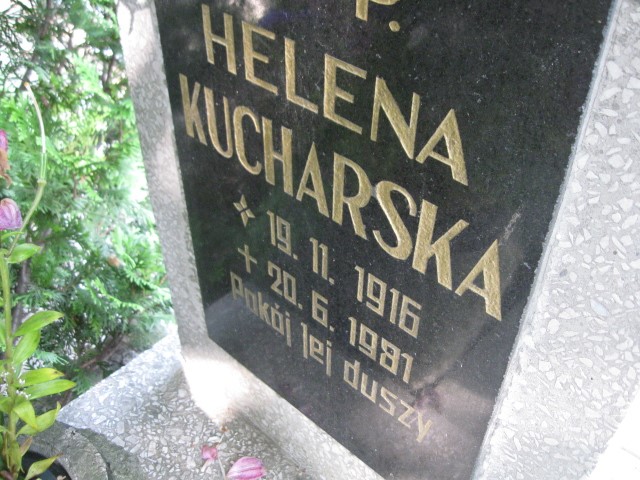 P.
HELENA
KUCHARSKA
19. 11. 1916
+ 20. 6. 1981
Pokój jej duszy